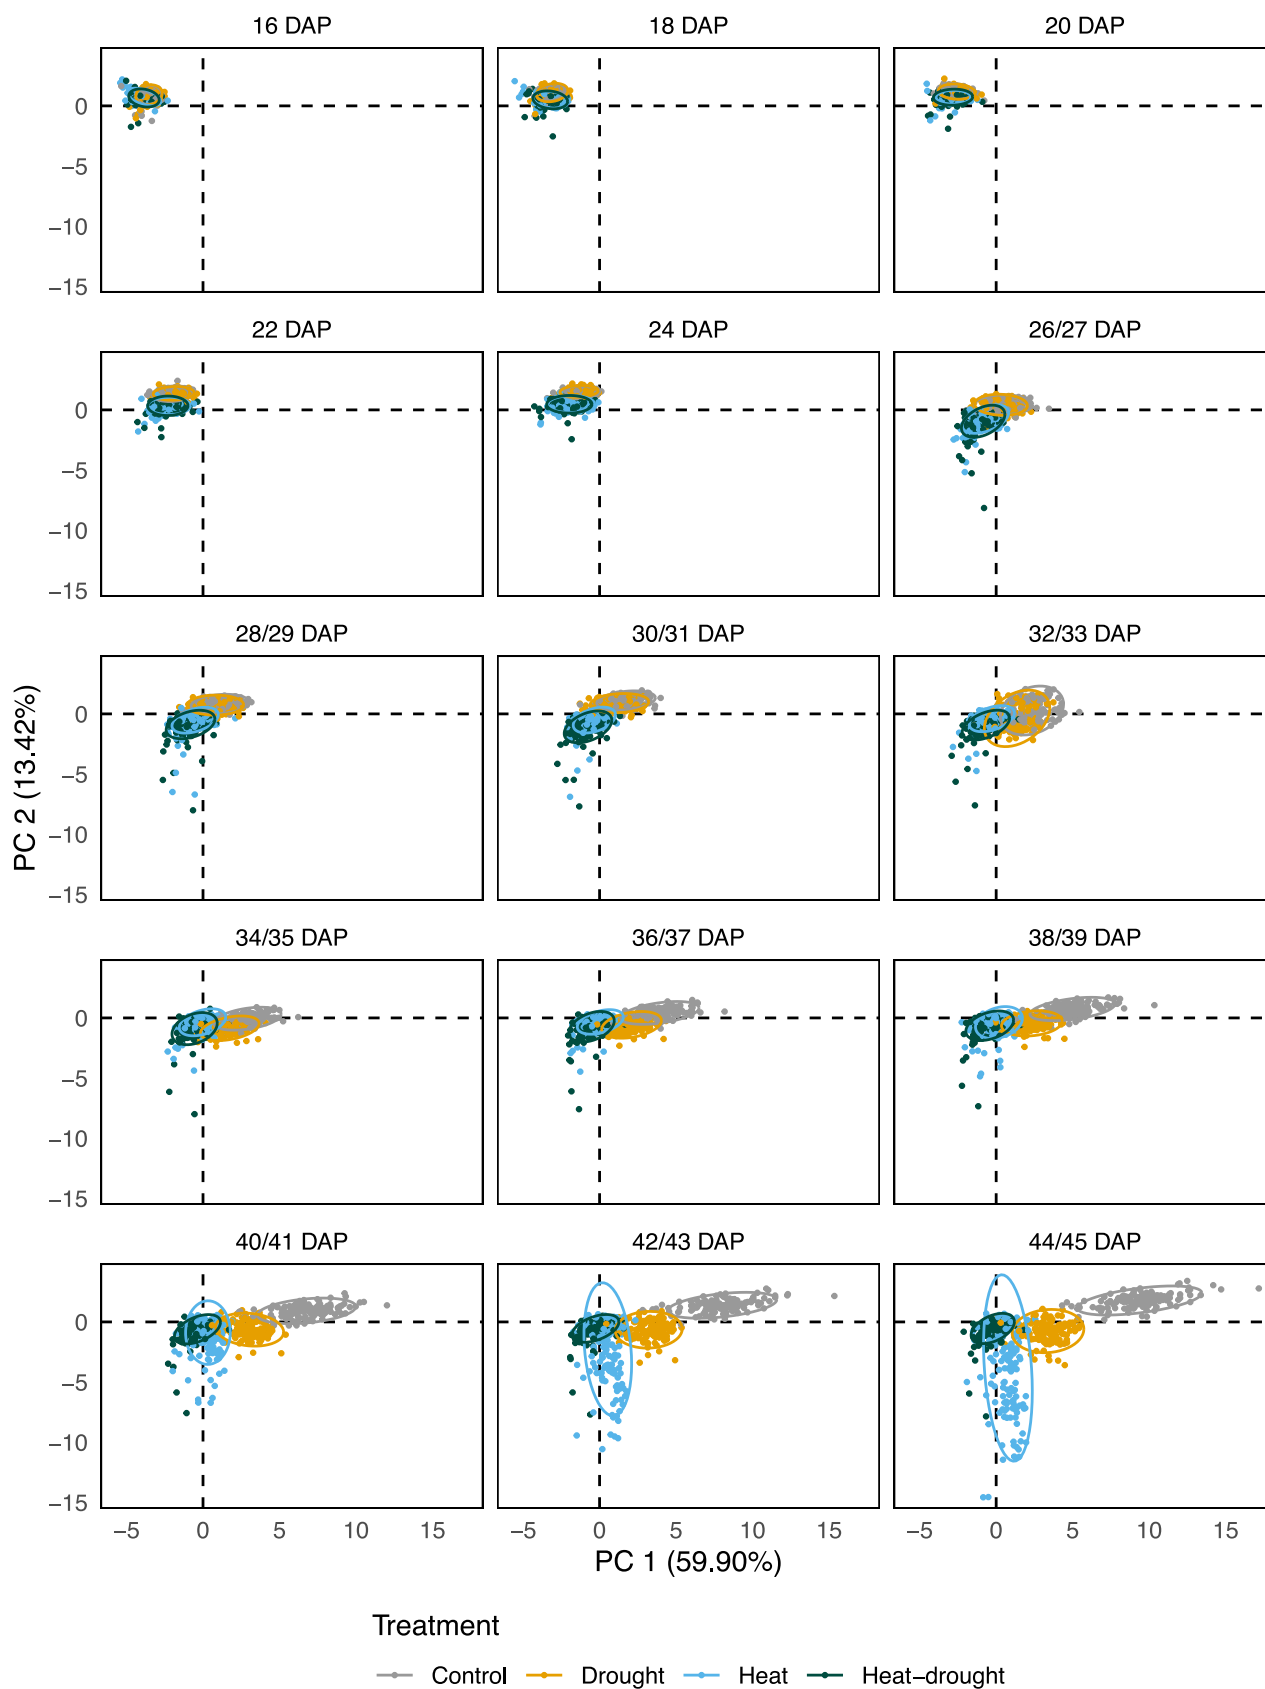 16 DAP 18 DAP 20 DAP
0
−5
−10
−15
22 DAP 24 DAP 26/27 DAP
0
−5
−10
−15
28/29 DAP 30/31 DAP 32/33 DAP
0
−5
−10
−15
PC 2 (13.42%)
34/35 DAP 36/37 DAP 38/39 DAP
0
−5
−10
−15
40/41 DAP 42/43 DAP 44/45 DAP
0
−5
−10
−15
−5 0 5 10 15 −5 0 5 10 15 −5 0 5 10 15
PC 1 (59.90%)
Treatment
Control Drought Heat Heat−drought